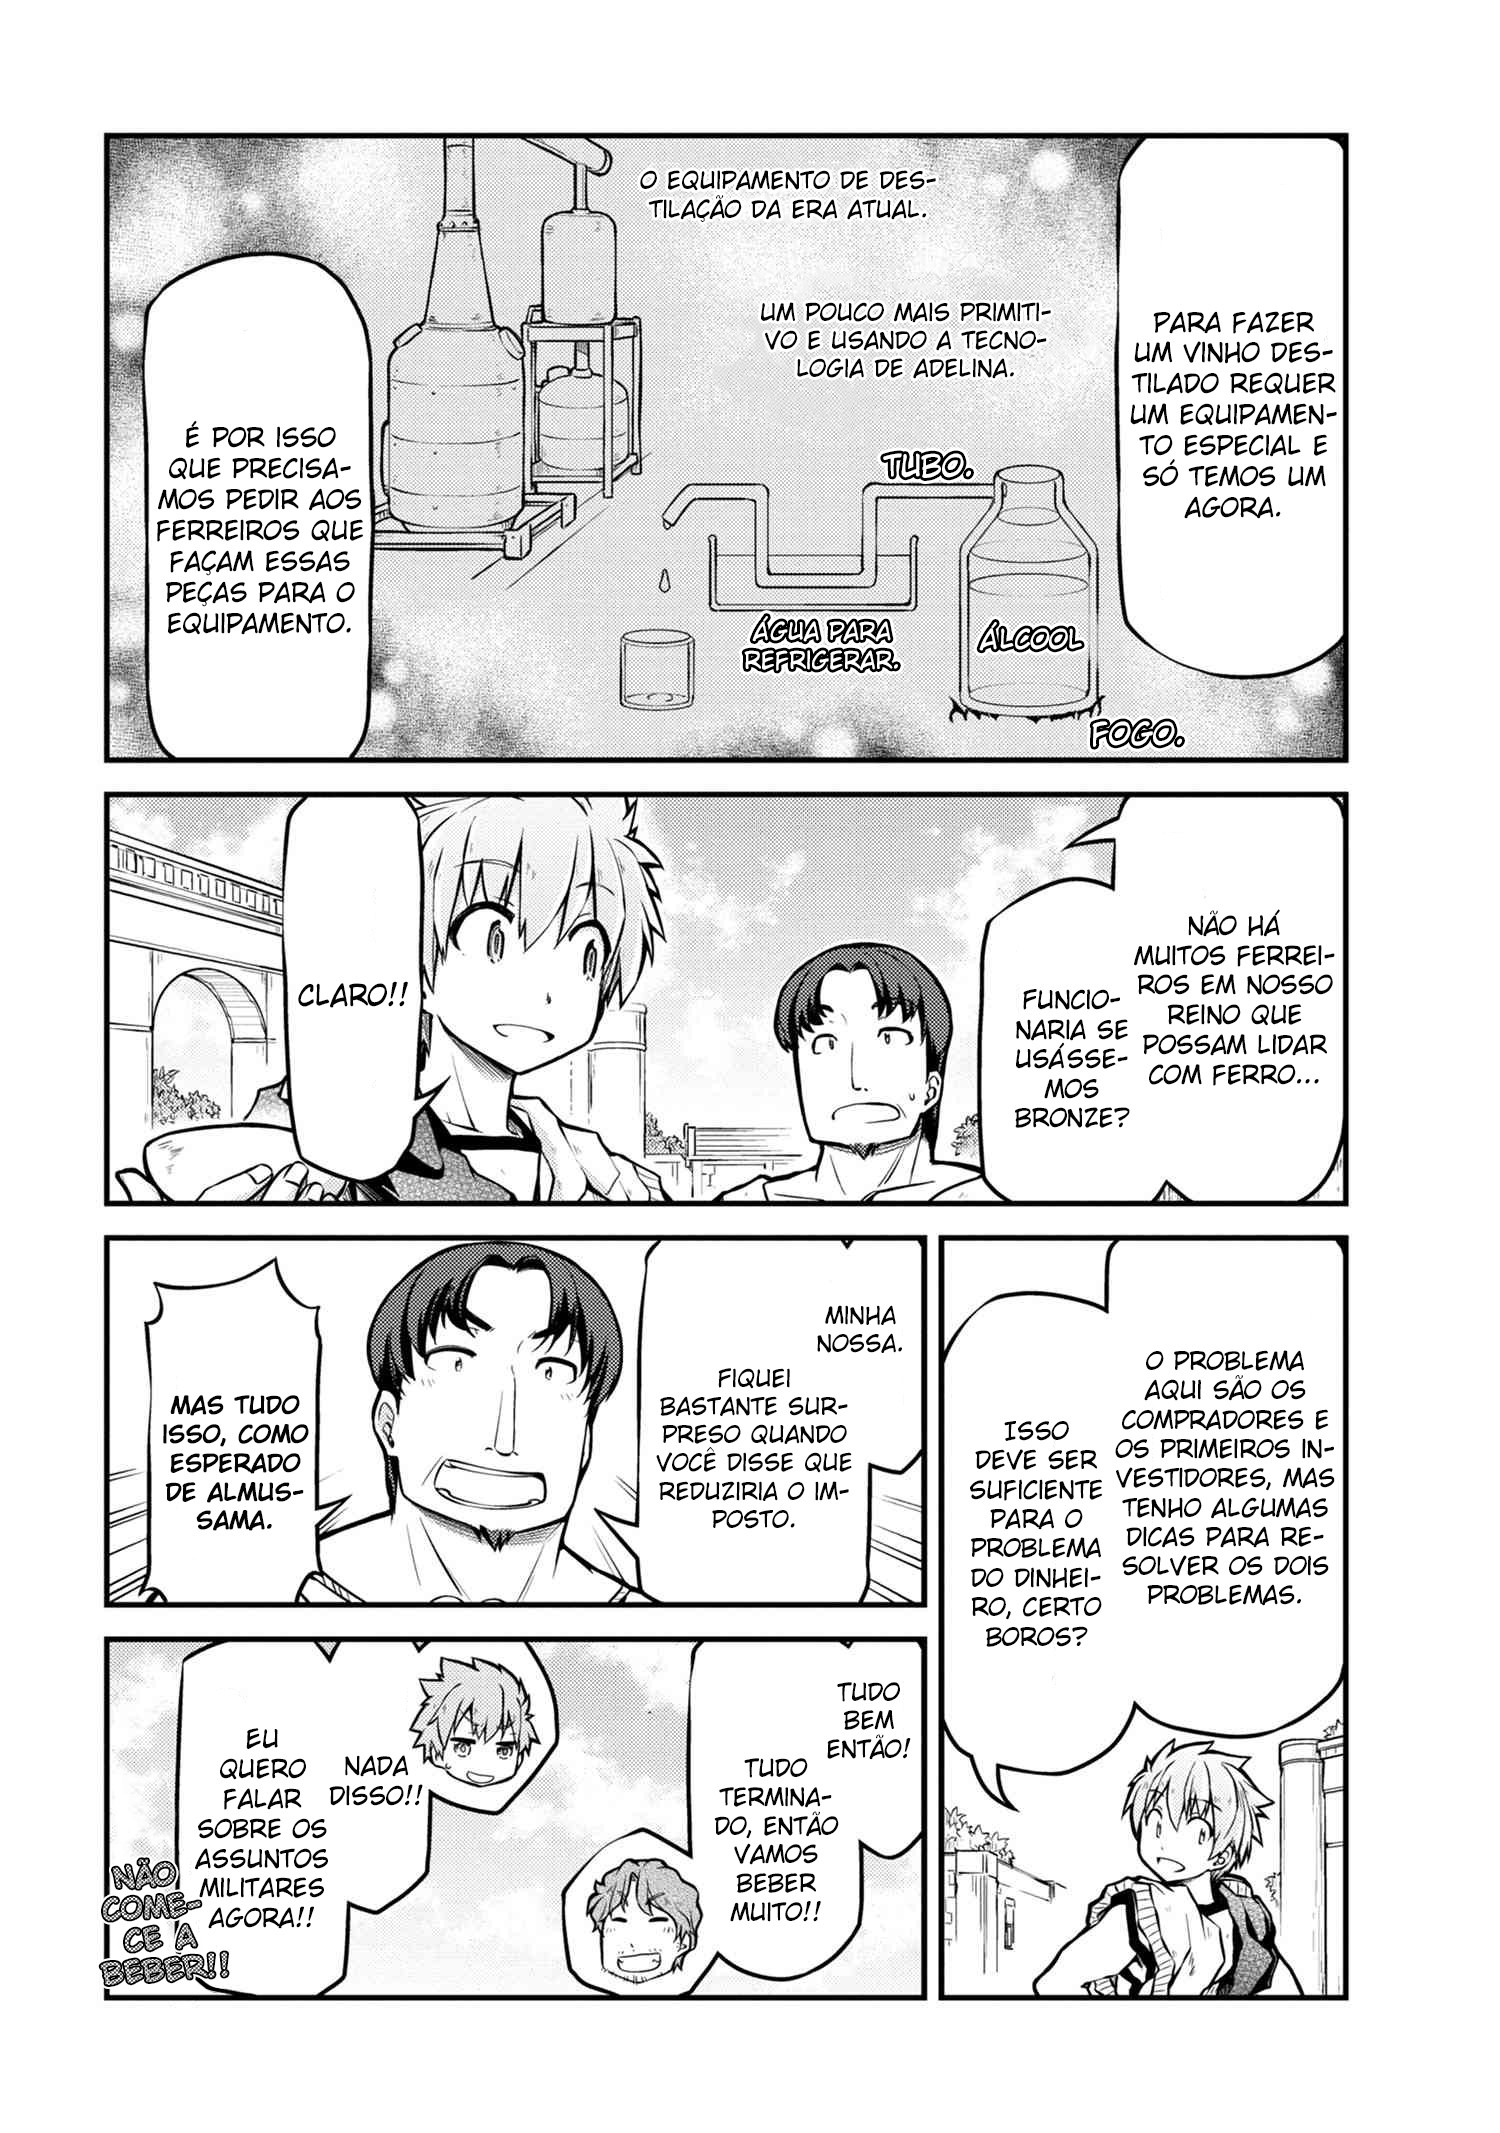 PARA FAZER
UM VINHO DES-
TILADO REQUER
UM EQUIPAMEN-
TO ESPECIAL E
SÓ TEMOS UM
AGORA.
O EQUIPAMENTO DE DES-
TILAÇÃO DA ERA ATUAL.
UM POUCO MAIS PRIMITI-
VO E USANDO A TECNO-
LOGIA DE ADELINA.
TUBO.
ÁGUA PARA
REFRIGERAR.
ÁLCOOL
FOGO.
É POR ISSO
QUE PRECISA-
MOS PEDIR AOS
FERREIROS QUE
FAÇAM ESSAS
PEÇAS PARA O
EQUIPAMENTO.
NÃO HÁ
MUITOS FERREI-
ROS EM NOSSO
REINO QUE
POSSAM LIDAR
COM FERRO...
FUNCIO-
NARIA SE
USÁSSE-
MOS
BRONZE?
CLARO!!
O PROBLEMA
AQUI SÃO OS
COMPRADORES E
OS PRIMEIROS IN-
VESTIDORES, MAS
TENHO ALGUMAS
DICAS PARA RE-
SOLVER OS DOIS
PROBLEMAS.
ISSO
DEVE SER
SUFICIENTE
PARA O
PROBLEMA
DO DINHEI-
RO, CERTO
BOROS?
MINHA
NOSSA.
FIQUEI
BASTANTE SUR-
PRESO QUANDO
VOCÊ DISSE QUE
REDUZIRIA O IM-
POSTO.
MAS TUDO
ISSO, COMO
ESPERADO
DE ALMUS-
SAMA.
TUDO
BEM
ENTÃO!
TUDO
TERMINA-
DO, ENTÃO
VAMOS
BEBER
MUITO!!
NADA
DISSO!!
EU
QUERO
FALAR
SOBRE OS
ASSUNTOS
MILITARES
AGORA!!
NÃO
COME-
CE A
BEBER!!